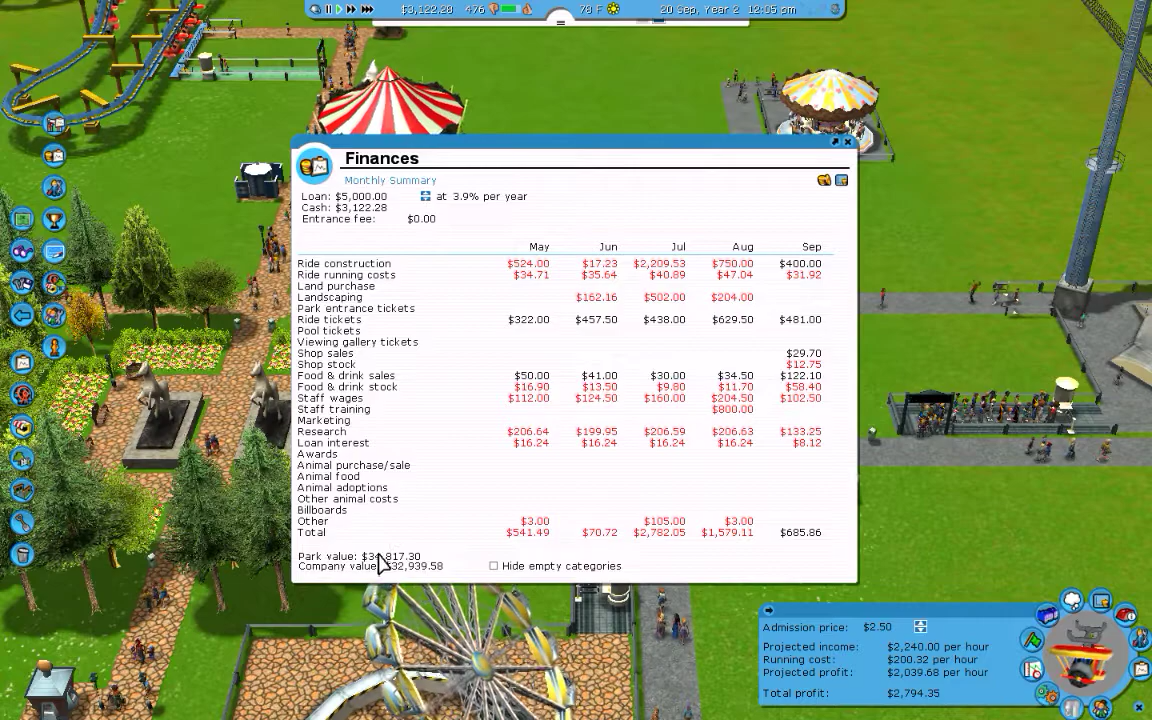 $3,122.28 476 78 F 20 Sep, Year 2 12:05 pm
Finances
Monthly Summary
Loan: $5,000.00 at 3.9% per year
Cash: $3,122.28
Entrance fee: $0.00
May Jun Jul Aug Sep
Ride construction $524.00 $17.23 $2,209.53 $750.00 $400.00
Ride running costs $34.71 $35.64 $40.89 $47.04 $31.92
Land purchase
Landscaping $162.16 $502.00 $204.00
Park entrance tickets
Ride tickets $322.00 $457.50 $438.00 $629.50 $481.00
Pool tickets
Viewing gallery tickets
Shop sales $29.70
Shop stock $12.75
Food & drink sales $50.00 $41.00 $30.00 $34.50 $122.10
Food & drink stock $16.90 $13.50 $9.80 $11.70 $58.40
Staff wages $112.00 $124.50 $160.00 $204.50 $102.50
Staff training $800.00
Marketing
Research $206.64 $199.95 $206.59 $206.63 $133.25
Loan interest $16.24 $16.24 $16.24 $16.24 $8.12
Awards
Animal purchase/sale
Animal food
Animal adoptions
Other animal costs
Billboards
Other $3.00 $105.00 $3.00
Total $541.49 $70.72 $2,782.05 $1,579.11 $685.86
Park value:
Company value: $32,939.58 Hide empty categories
Admission price: $2.50
Projected income: $2,240.00 per hour
Running cost: $200.32 per hour
Projected profit: $2,039.68 per hour
Total profit: $2,794.35